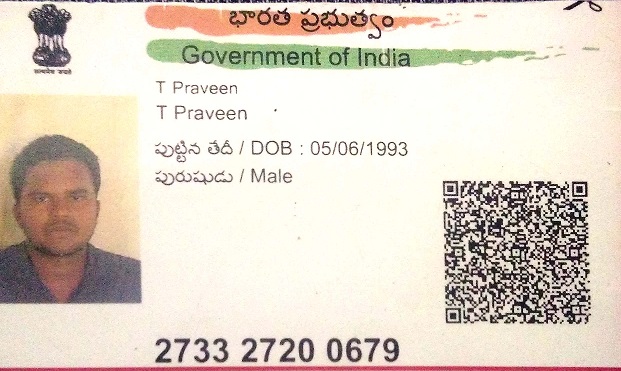 భారత ప్రభుత్వం
Government of India
सत्यमेव जयते
T Praveen
T Praveen
పుట్టిన తేదీ / DOB : 05/06/1993
పురుషుడు / Male
2733 2720 0679